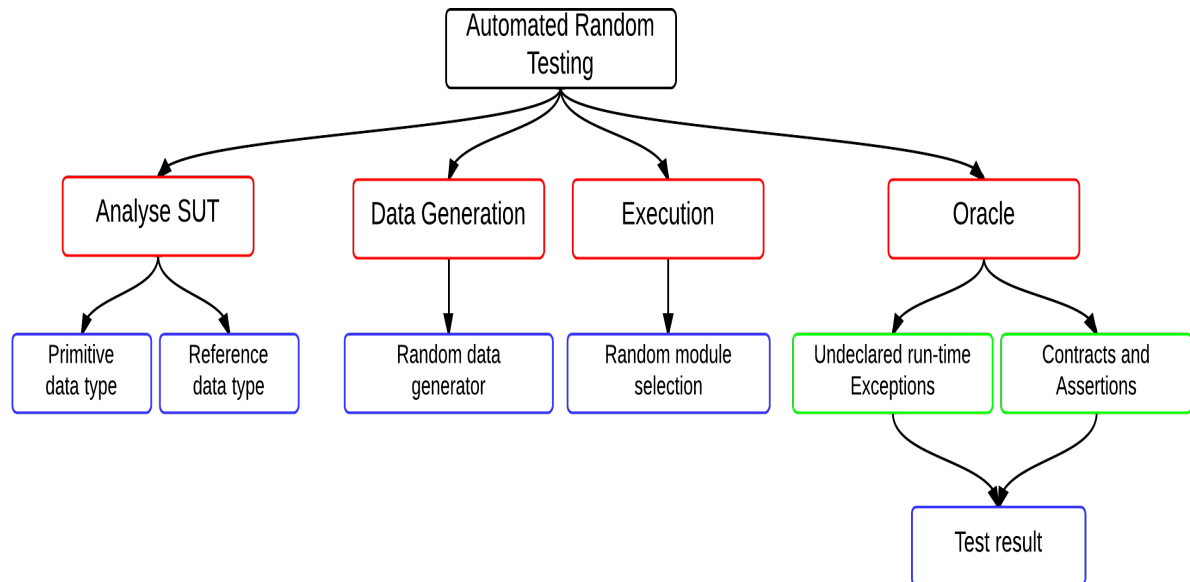 Automated Random
Testing
Analyse SUT
Data Generation
Execution
Oracle
Primitive
data type
Reference
data type
Random data
generator
Random module
selection
Undeclared run-time
Exceptions
Contracts and
Assertions
Test result